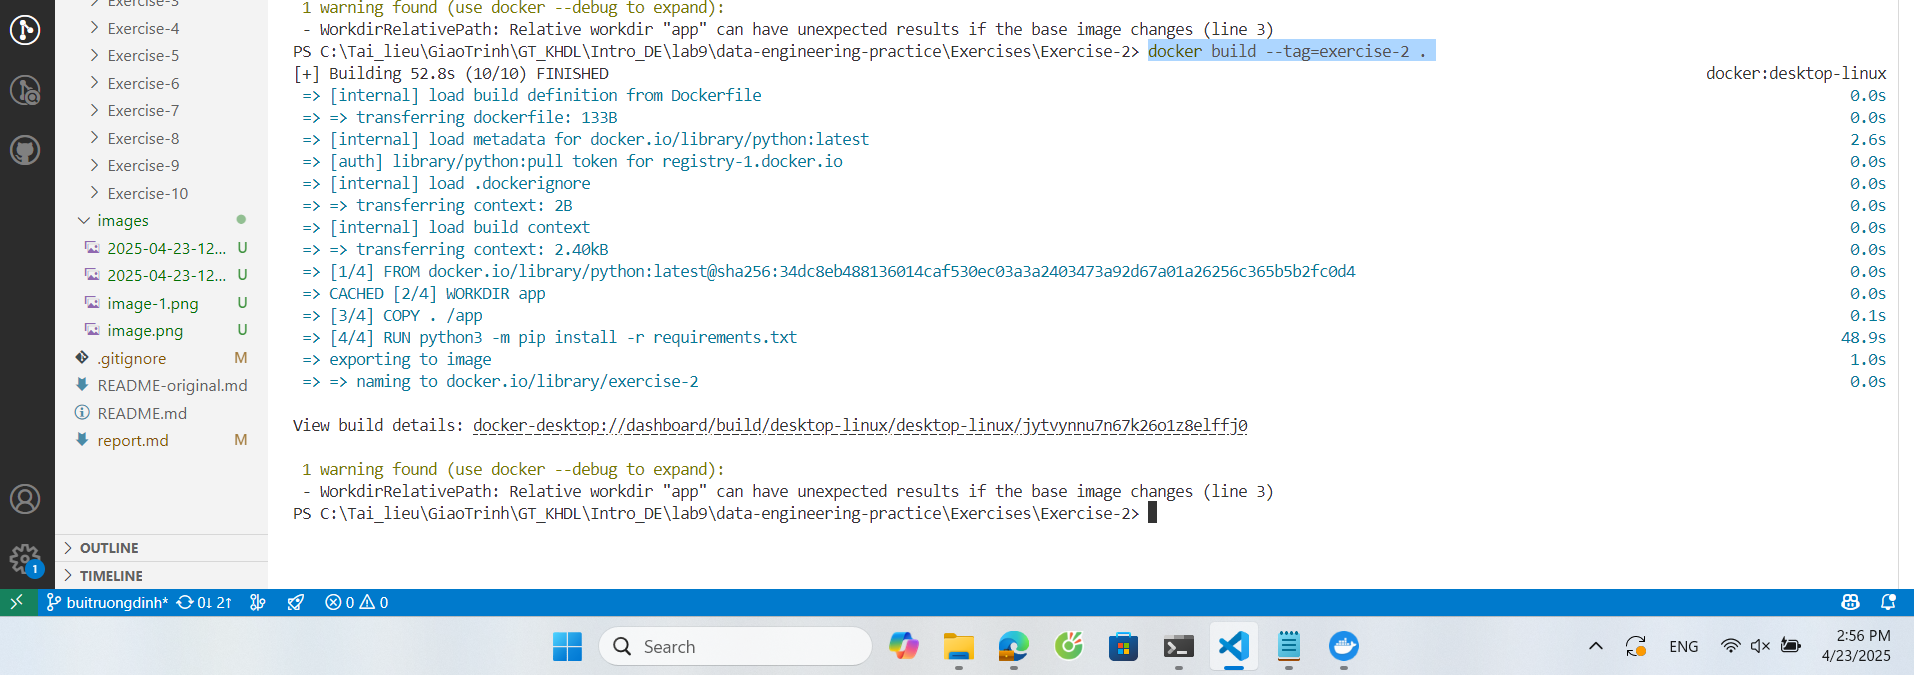 Exercise-3
Exercise-4
Exercise-5
Exercise-6
Exercise-7
Exercise-8
Exercise-9
Exercise-10
images
2025-04-23-12... U
2025-04-23-12... U
image-1.png U
image.png U
.gitignore M
README-original.md
README.md
report.md M
OUTLINE
TIMELINE
1 warning found (use docker --debug to expand):
- WorkdirRelativePath: Relative workdir "app" can have unexpected results if the base image changes (line 3)
PS C:\Tai_lieu\GiaoTrinh\GT_KHDL\Intro_DE\lab9\data-engineering-practice\Exercises\Exercise-2> docker build --tag=exercise-2 .
[+] Building 52.8s (10/10) FINISHED docker:desktop-linux
=> [internal] load build definition from Dockerfile 0.0s
=> => transferring dockerfile: 133B 0.0s
=> [internal] load metadata for docker.io/library/python:latest 2.6s
=> [auth] library/python:pull token for registry-1.docker.io 0.0s
=> [internal] load .dockerignore 0.0s
=> => transferring context: 2B 0.0s
=> [internal] load build context 0.0s
=> => transferring context: 2.40kB 0.0s
=> [1/4] FROM docker.io/library/python:latest@sha256:34dc8eb488136014caf530ec03a3a2403473a92d67a01a26256c365b5b2fc0d4 0.0s
=> CACHED [2/4] WORKDIR app 0.0s
=> [3/4] COPY . /app 0.1s
=> [4/4] RUN python3 -m pip install -r requirements.txt 48.9s
=> exporting to image 1.0s
=> => naming to docker.io/library/exercise-2 0.0s
View build details: docker-desktop://dashboard/build/desktop-linux/desktop-linux/jytvynnu7n67k26o1z8elffj0
1 warning found (use docker --debug to expand):
- WorkdirRelativePath: Relative workdir "app" can have unexpected results if the base image changes (line 3)
PS C:\Tai_lieu\GiaoTrinh\GT_KHDL\Intro_DE\lab9\data-engineering-practice\Exercises\Exercise-2>
1
buitruongdinh* 0↓ 2↑ 0 0
Search
ENG
2:56 PM
4/23/2025